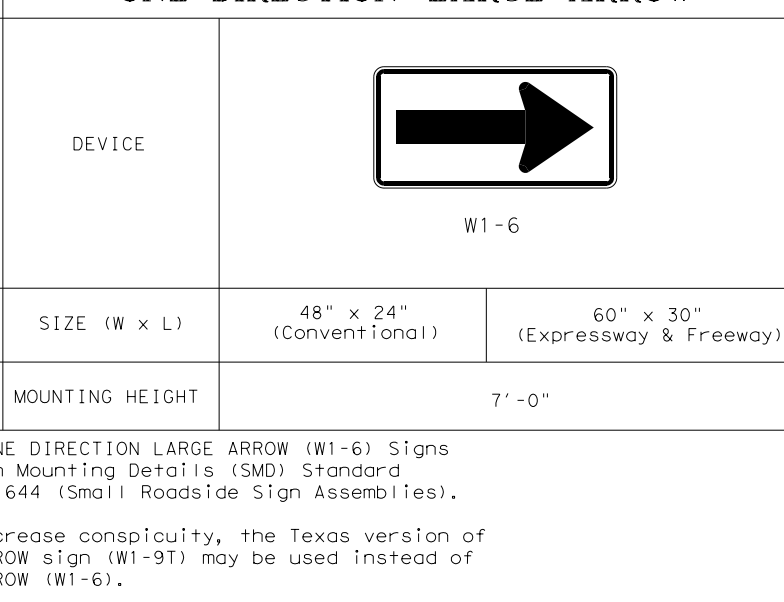 ONE DIRECTION LARGE ARROW
DEVICE
W1-6
SIZE (W x L)
48" x 24"
(Conventional)
60" x 30"
(Expressway & Freeway)
MOUNTING HEIGHT
7'-0"
DIRECTION LARGE ARROW (W1-6) Signs
Mounting Details (SMD) Standard
644 (Small Roadside Sign Assemblies).
conspicuity, the Texas version of
sign (W1-9T) may be used instead of
(W1-6).